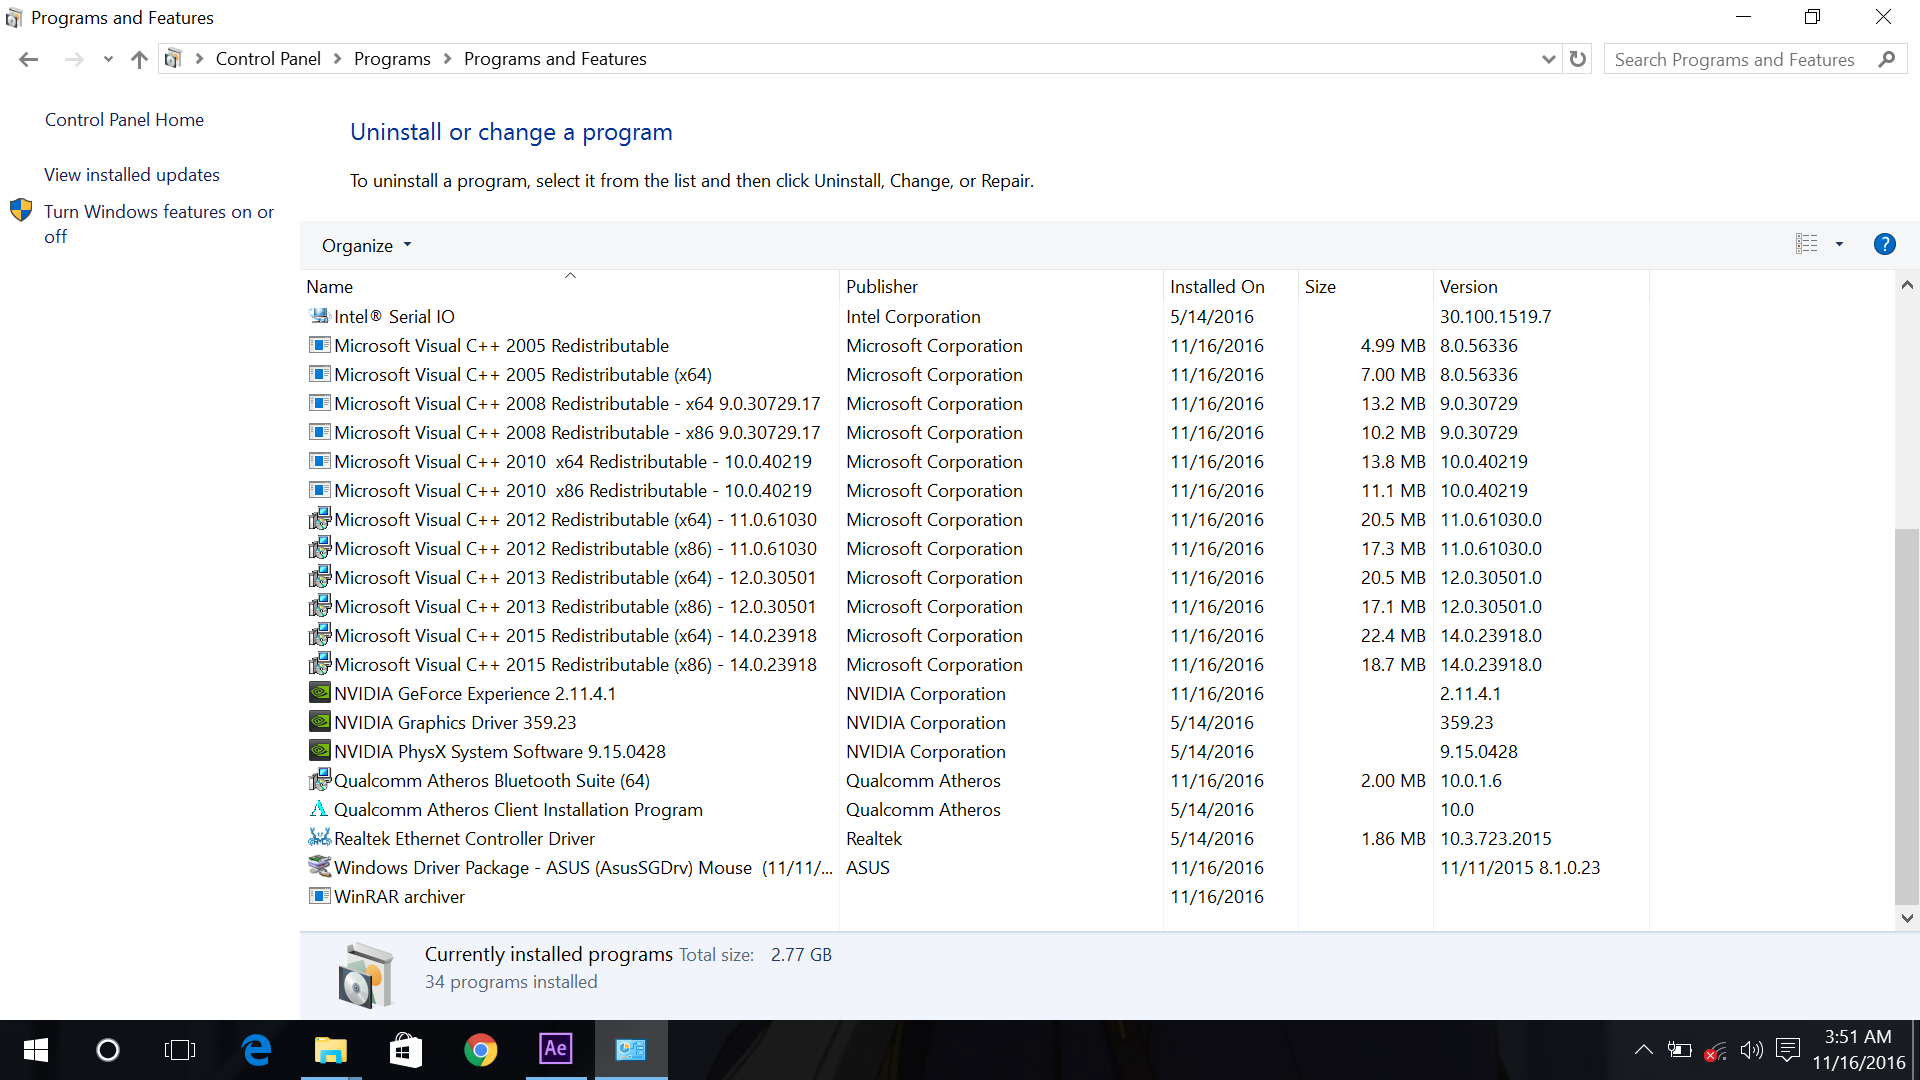 Programs and Features
Control Panel Programs Programs and Features
Search Programs and Features
Control Panel Home
View installed updates
Turn Windows features on or
off
Uninstall or change a program
To uninstall a program, select it from the list and then click Uninstall, Change, or Repair.
Organize
?
Name Publisher Installed On Size Version
Intel® Serial IO Intel Corporation 5/14/2016 30.100.1519.7
Microsoft Visual C++ 2005 Redistributable Microsoft Corporation 11/16/2016 4.99 MB 8.0.56336
Microsoft Visual C++ 2005 Redistributable (x64) Microsoft Corporation 11/16/2016 7.00 MB 8.0.56336
Microsoft Visual C++ 2008 Redistributable - x64 9.0.30729.17 Microsoft Corporation 11/16/2016 13.2 MB 9.0.30729
Microsoft Visual C++ 2008 Redistributable - x86 9.0.30729.17 Microsoft Corporation 11/16/2016 10.2 MB 9.0.30729
Microsoft Visual C++ 2010  x64 Redistributable - 10.0.40219 Microsoft Corporation 11/16/2016 13.8 MB 10.0.40219
Microsoft Visual C++ 2010  x86 Redistributable - 10.0.40219 Microsoft Corporation 11/16/2016 11.1 MB 10.0.40219
Microsoft Visual C++ 2012 Redistributable (x64) - 11.0.61030 Microsoft Corporation 11/16/2016 20.5 MB 11.0.61030.0
Microsoft Visual C++ 2012 Redistributable (x86) - 11.0.61030 Microsoft Corporation 11/16/2016 17.3 MB 11.0.61030.0
Microsoft Visual C++ 2013 Redistributable (x64) - 12.0.30501 Microsoft Corporation 11/16/2016 20.5 MB 12.0.30501.0
Microsoft Visual C++ 2013 Redistributable (x86) - 12.0.30501 Microsoft Corporation 11/16/2016 17.1 MB 12.0.30501.0
Microsoft Visual C++ 2015 Redistributable (x64) - 14.0.23918 Microsoft Corporation 11/16/2016 22.4 MB 14.0.23918.0
Microsoft Visual C++ 2015 Redistributable (x86) - 14.0.23918 Microsoft Corporation 11/16/2016 18.7 MB 14.0.23918.0
NVIDIA GeForce Experience 2.11.4.1 NVIDIA Corporation 11/16/2016 2.11.4.1
NVIDIA Graphics Driver 359.23 NVIDIA Corporation 5/14/2016 359.23
NVIDIA PhysX System Software 9.15.0428 NVIDIA Corporation 5/14/2016 9.15.0428
Qualcomm Atheros Bluetooth Suite (64) Qualcomm Atheros 11/16/2016 2.00 MB 10.0.1.6
Qualcomm Atheros Client Installation Program Qualcomm Atheros 5/14/2016 10.0
Realtek Ethernet Controller Driver Realtek 5/14/2016 1.86 MB 10.3.723.2015
Windows Driver Package - ASUS (AsusSGDrv) Mouse  (11/11/... ASUS 11/16/2016 11/11/2015 8.1.0.23
WinRAR archiver 11/16/2016
Currently installed programs Total size: 2.77 GB
34 programs installed
Ae
3:51 AM
11/16/2016